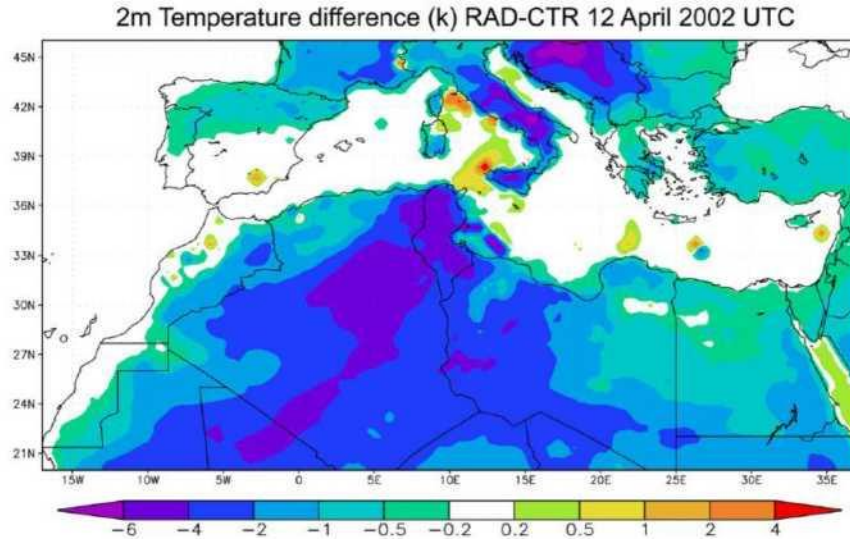 2m Temperature difference (k) RAD-CTR 12 April 2002 UTC
45N
42N
39N
36N
33N
30N
27N
24N
21N
15W 10W 5W 0 5E 10E 15E 20E 25E 30E 35E
−6 −4 −2 −1 −0.5 −0.2 0.2 0.5 1 2 4